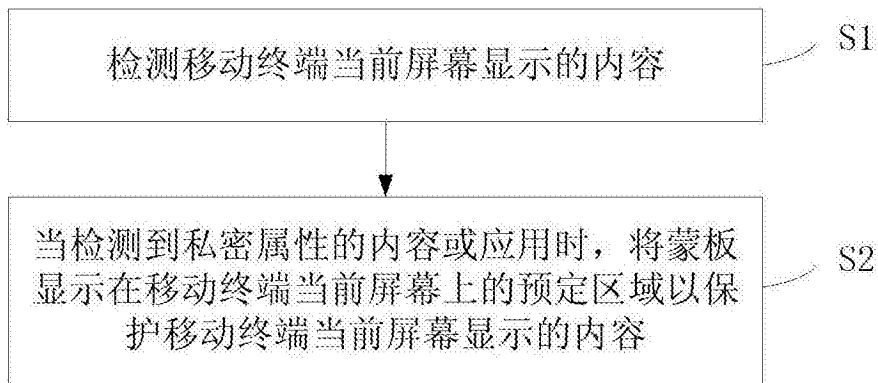 检测移动终端当前屏幕显示的内容
S1
当检测到私密属性的内容或应用时，将蒙板
显示在移动终端当前屏幕上的预定区域以保
护移动终端当前屏幕显示的内容
S2